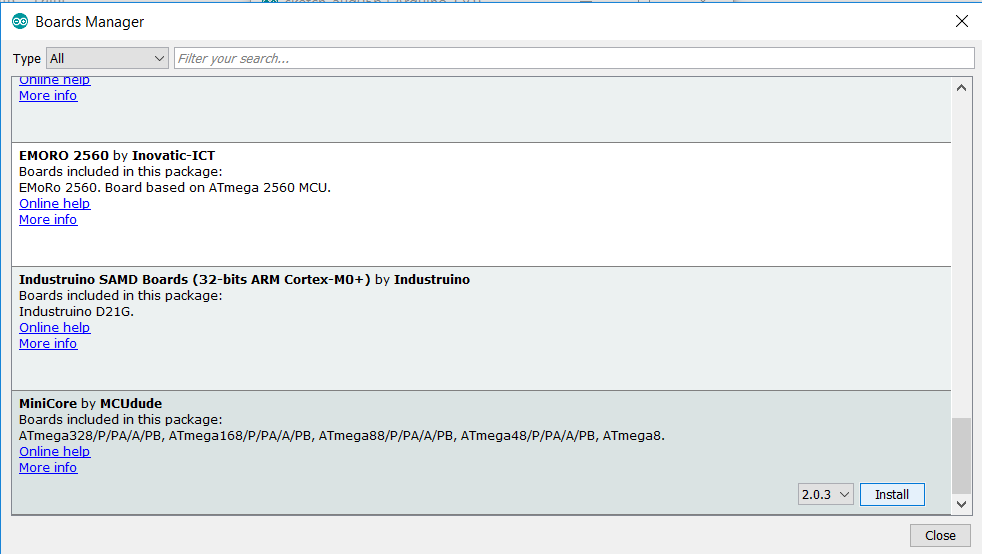 Boards Manager
Type All Filter your search...
Online help
More info
EMORO 2560 by Inovatic-ICT
Boards included in this package:
EMoRo 2560. Board based on ATmega 2560 MCU.
Online help
More info
Industruino SAMD Boards (32-bits ARM Cortex-M0+) by Industruino
Boards included in this package:
Industruino D21G.
Online help
More info
MiniCore by MCUdude
Boards included in this package:
ATmega328/P/PA/A/PB, ATmega168/P/PA/A/PB, ATmega88/P/PA/A/PB, ATmega48/P/PA/A/PB, ATmega8.
Online help
More info
2.0.3 Install
Close